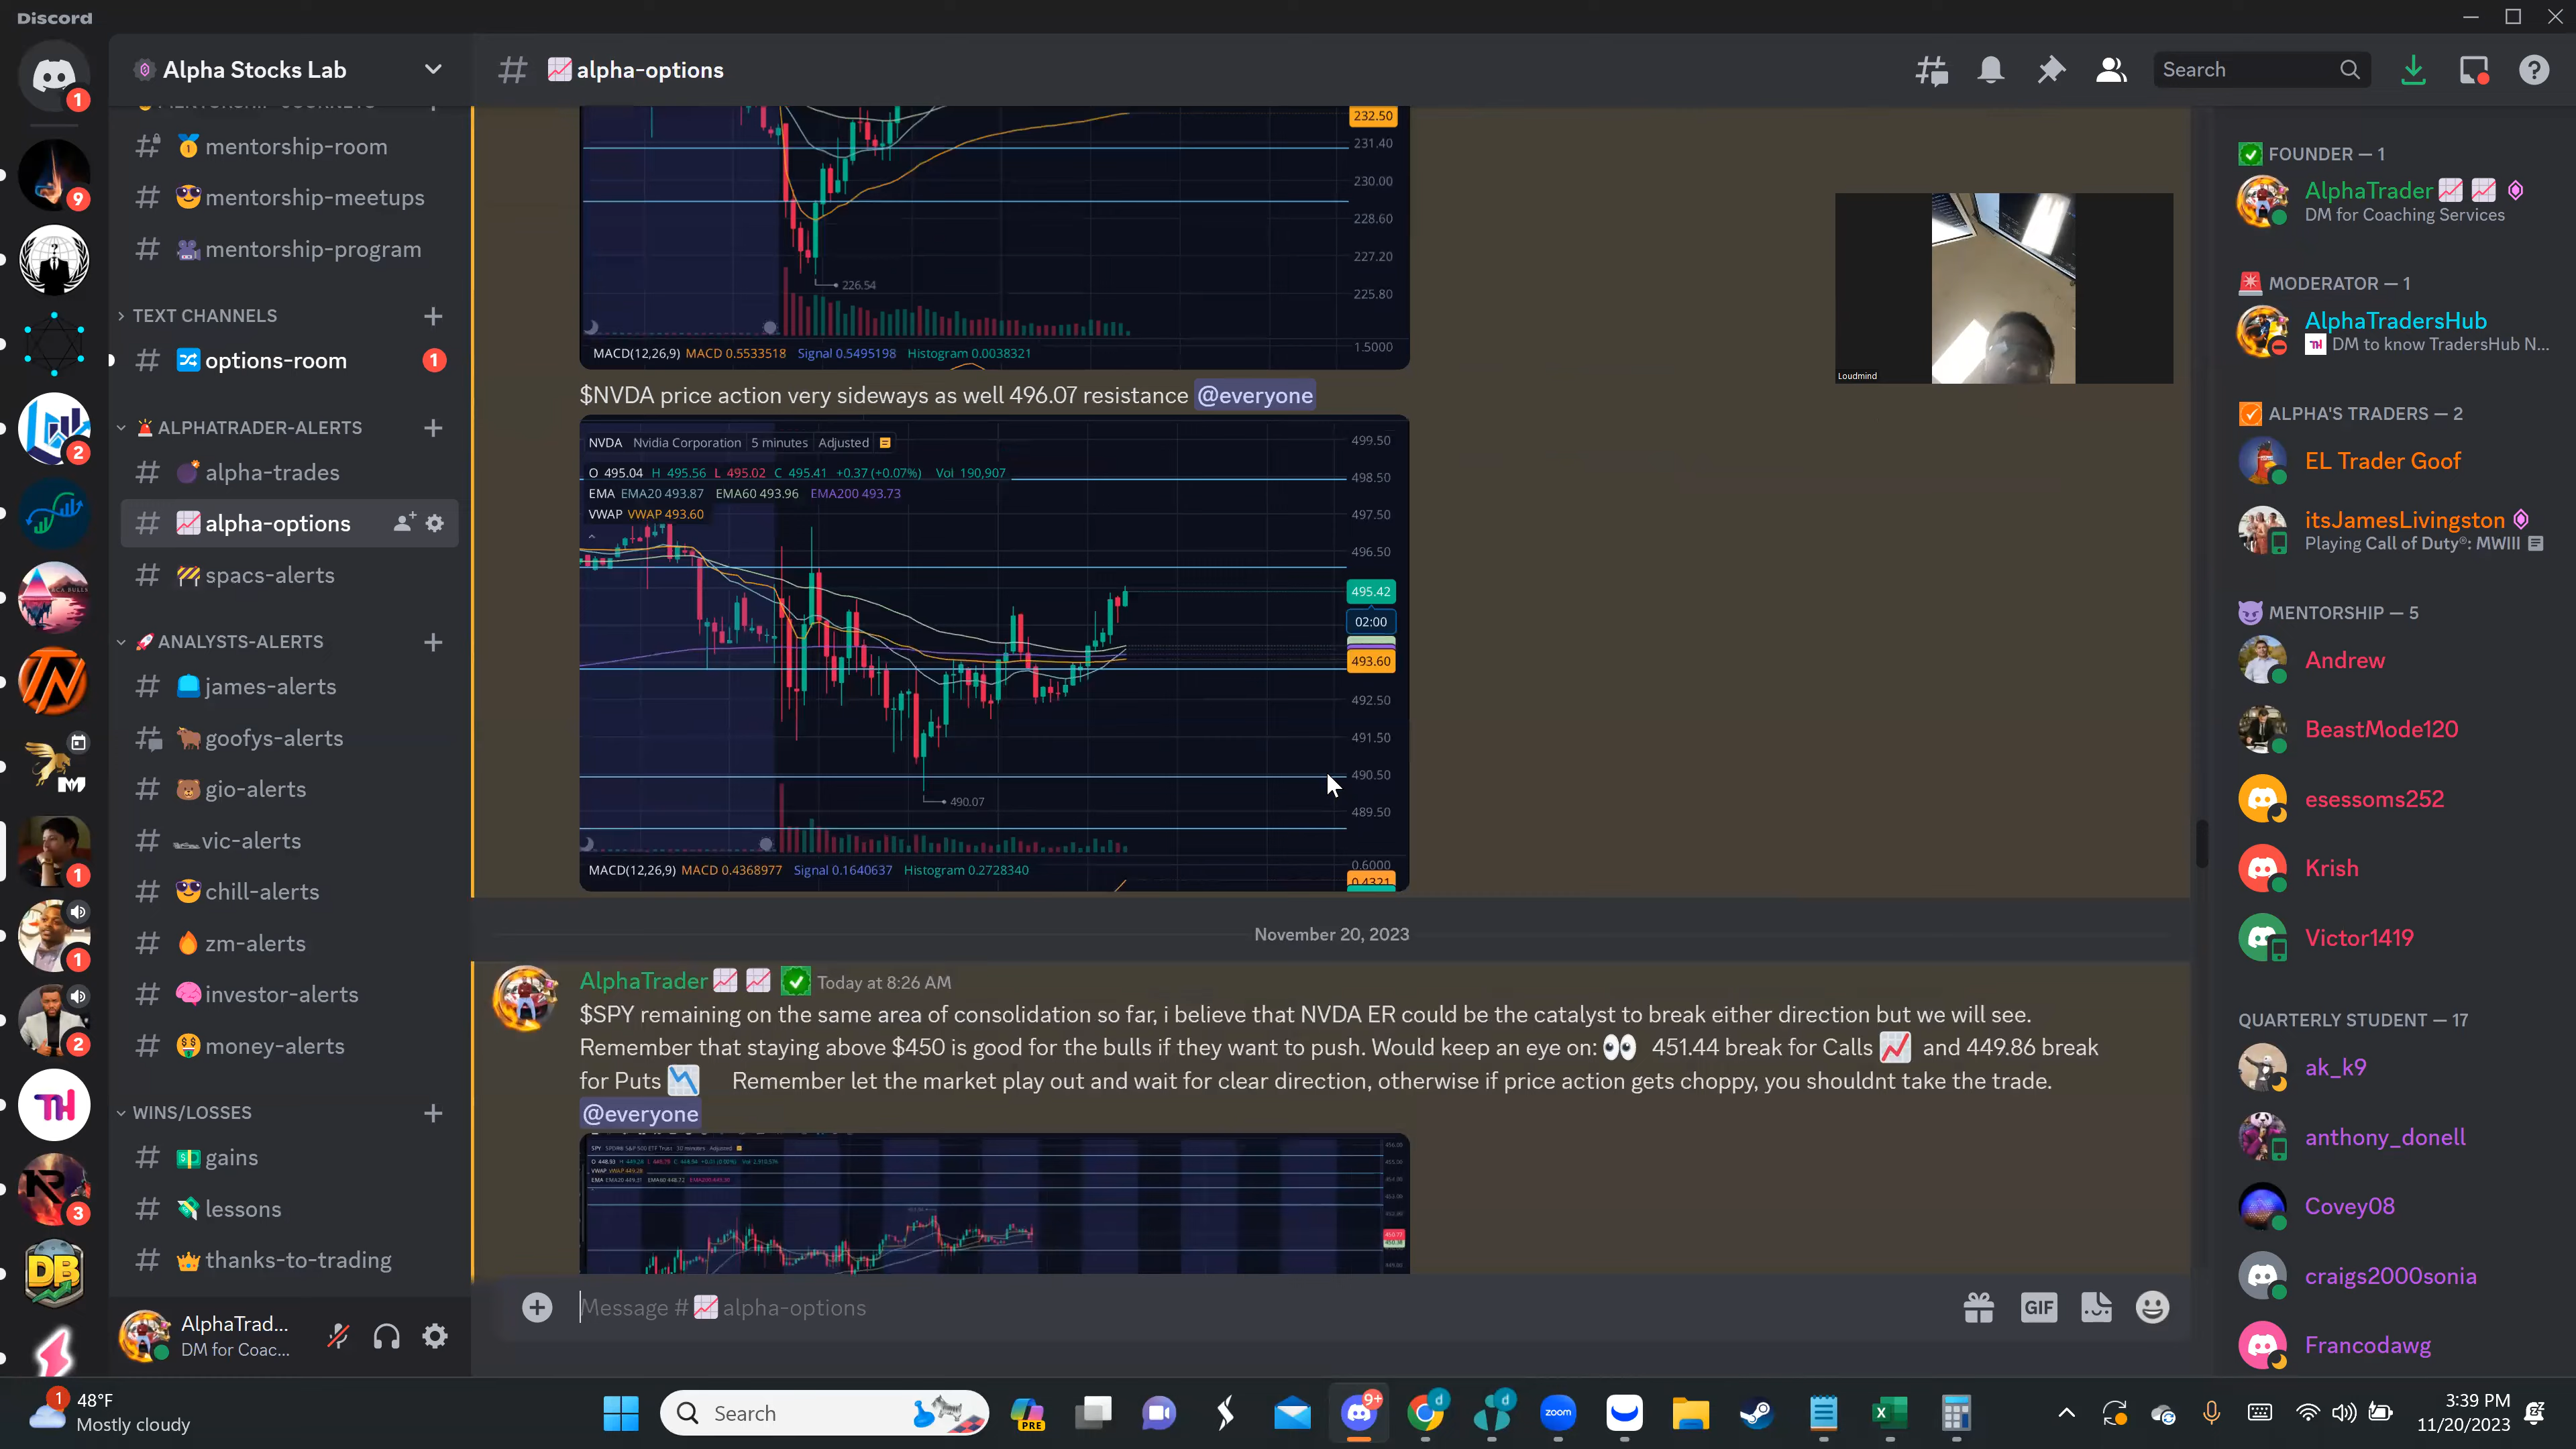 Discord
Alpha Stocks Lab
mentorship-room
mentorship-meetups
mentorship-program
TEXT CHANNELS
options-room
1
ALPHATRADER-ALERTS
alpha-trades
alpha-options
spacs-alerts
ANALYSTS-ALERTS
james-alerts
goofys-alerts
gio-alerts
vic-alerts
chill-alerts
zm-alerts
investor-alerts
money-alerts
WINS/LOSSES
gains
lessons
thanks-to-trading
AlphaTrad...
DM for Coac...
1
9
2
1
1
2
TH
3
DB
alpha-options
Search
232.50
231.40
230.00
228.60
227.20
225.80
1.5000
226.54
MACD(12,26,9) MACD 0.5533518 Signal 0.5495198 Histogram 0.0038321
$NVDA price action very sideways as well 496.07 resistance @everyone
NVDA Nvidia Corporation 5 minutes Adjusted
O 495.04 H 495.56 L 495.02 C 495.41 +0.37 (+0.07%) Vol 190,907
EMA EMA20 493.87 EMA60 493.96 EMA200 493.73
VWAP VWAP 493.60
499.50
498.50
497.50
496.50
495.42
02:00
493.60
492.50
491.50
490.50
489.50
0.6000
0.4321
490.07
MACD(12,26,9) MACD 0.4368977 Signal 0.1640637 Histogram 0.2728340
November 20, 2023
AlphaTrader Today at 8:26 AM
$SPY remaining on the same area of consolidation so far, i believe that NVDA ER could be the catalyst to break either direction but we will see.
Remember that staying above $450 is good for the bulls if they want to push. Would keep an eye on: 👀 451.44 break for Calls 📈 and 449.86 break
for Puts 📉 Remember let the market play out and wait for clear direction, otherwise if price action gets choppy, you shouldnt take the trade.
@everyone
Message # 📈 alpha-options
GIF
Loudmind
FOUNDER — 1
AlphaTrader
DM for Coaching Services
MODERATOR — 1
AlphaTradersHub
TH DM to know TradersHub N...
ALPHA'S TRADERS — 2
EL Trader Goof
itsJamesLivingston
Playing Call of Duty®: MWIII
MENTORSHIP — 5
Andrew
BeastMode120
esessoms252
Krish
Victor1419
QUARTERLY STUDENT — 17
ak_k9
anthony_donell
Covey08
craigs2000sonia
Francodawg
1
48°F
Mostly cloudy
Search
PRE
9+
d
d
zoom
3:39 PM
11/20/2023